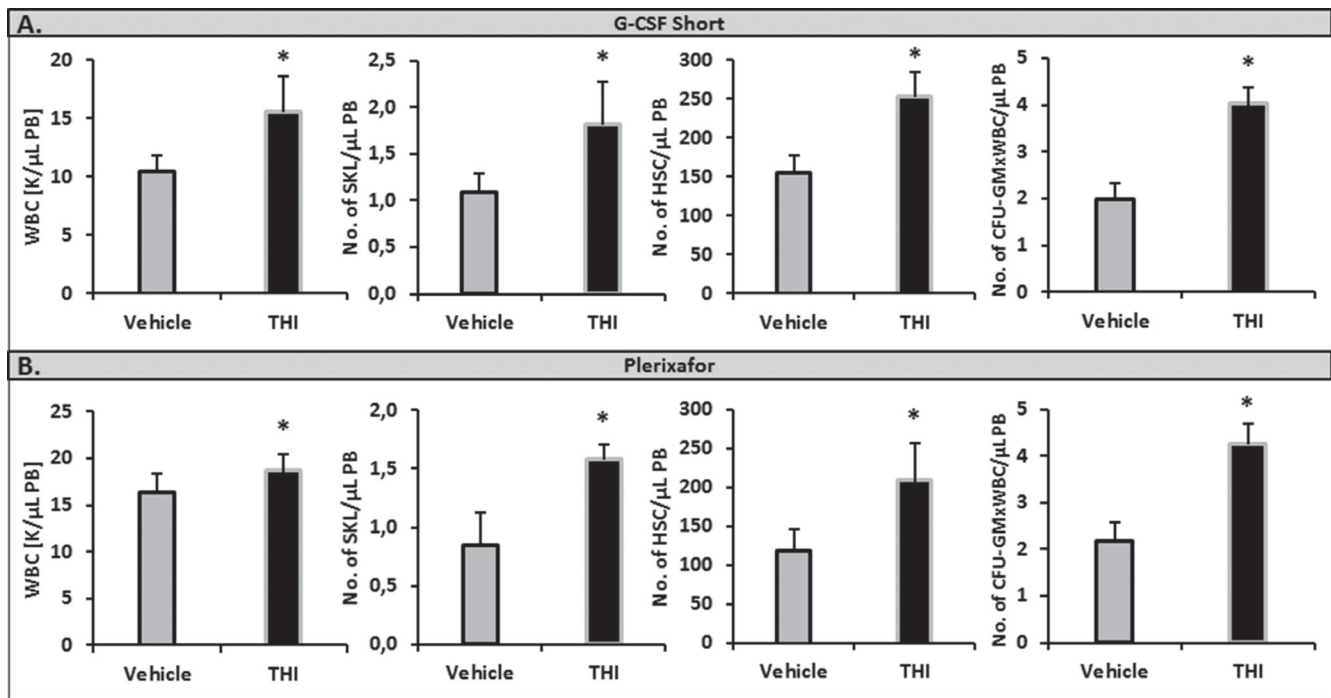 A.
G-CSF Short
WBC [K/µL PB]
20
15
10
5
0
*
Vehicle THI
No. of SKL/µL PB
2,5
2,0
1,5
1,0
0,5
0,0
*
Vehicle THI
No. of HSC/µL PB
300
250
200
150
100
50
0
*
Vehicle THI
No. of CFU-GMxWBC/µL PB
5
4
3
2
1
0
*
Vehicle THI
B.
Plerixafor
WBC [K/µL PB]
25
20
15
10
5
0
*
Vehicle THI
No. of SKL/µL PB
2,0
1,5
1,0
0,5
0,0
*
Vehicle THI
No. of HSC/µL PB
300
250
200
150
100
50
0
*
Vehicle THI
No. of CFU-GMxWBC/µL PB
5
4
3
2
1
0
*
Vehicle THI